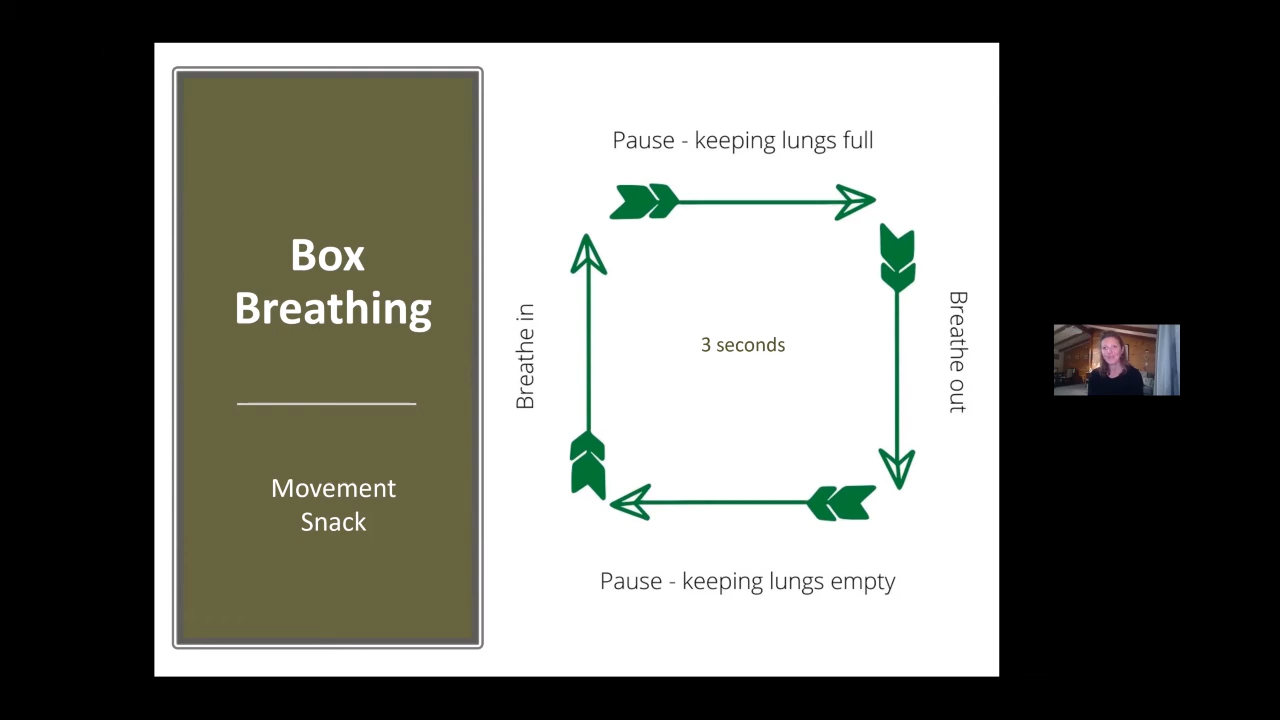 Box
Breathing
Movement
Snack
Pause - keeping lungs full
Breathe in
3 seconds
Breathe out
Pause - keeping lungs empty